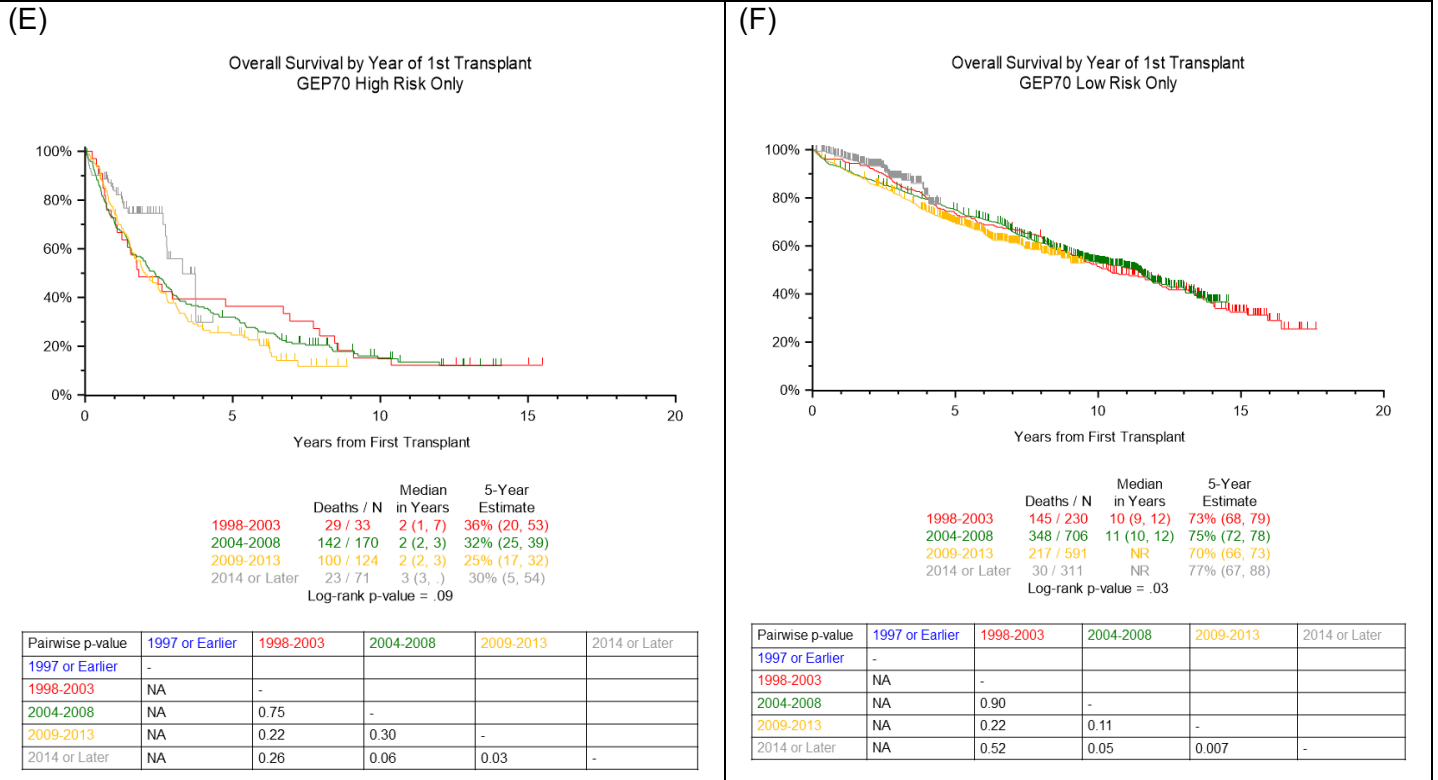 (E)
Overall Survival by Year of 1st Transplant
GEP70 High Risk Only
100%
80%
60%
40%
20%
0%
0 5 10 15 20
Years from First Transplant
Deaths / N Median in Years 5-Year Estimate
1998-2003 29 / 33 2 (1, 7) 36% (20, 53)
2004-2008 142 / 170 2 (2, 3) 32% (25, 39)
2009-2013 100 / 124 2 (2, 3) 25% (17, 32)
2014 or Later 23 / 71 3 (3, .) 30% (5, 54)
Log-rank p-value = .09
Pairwise p-value 1997 or Earlier 1998-2003 2004-2008 2009-2013 2014 or Later
1997 or Earlier -
1998-2003 NA -
2004-2008 NA 0.75 -
2009-2013 NA 0.22 0.30 -
2014 or Later NA 0.26 0.06 0.03 -
(F)
Overall Survival by Year of 1st Transplant
GEP70 Low Risk Only
100%
80%
60%
40%
20%
0%
0 5 10 15 20
Years from First Transplant
Deaths / N Median in Years 5-Year Estimate
1998-2003 145 / 230 10 (9, 12) 73% (68, 79)
2004-2008 348 / 706 11 (10, 12) 75% (72, 78)
2009-2013 217 / 591 NR 70% (66, 73)
2014 or Later 30 / 311 NR 77% (67, 88)
Log-rank p-value = .03
Pairwise p-value 1997 or Earlier 1998-2003 2004-2008 2009-2013 2014 or Later
1997 or Earlier -
1998-2003 NA -
2004-2008 NA 0.90 -
2009-2013 NA 0.22 0.11 -
2014 or Later NA 0.52 0.05 0.007 -